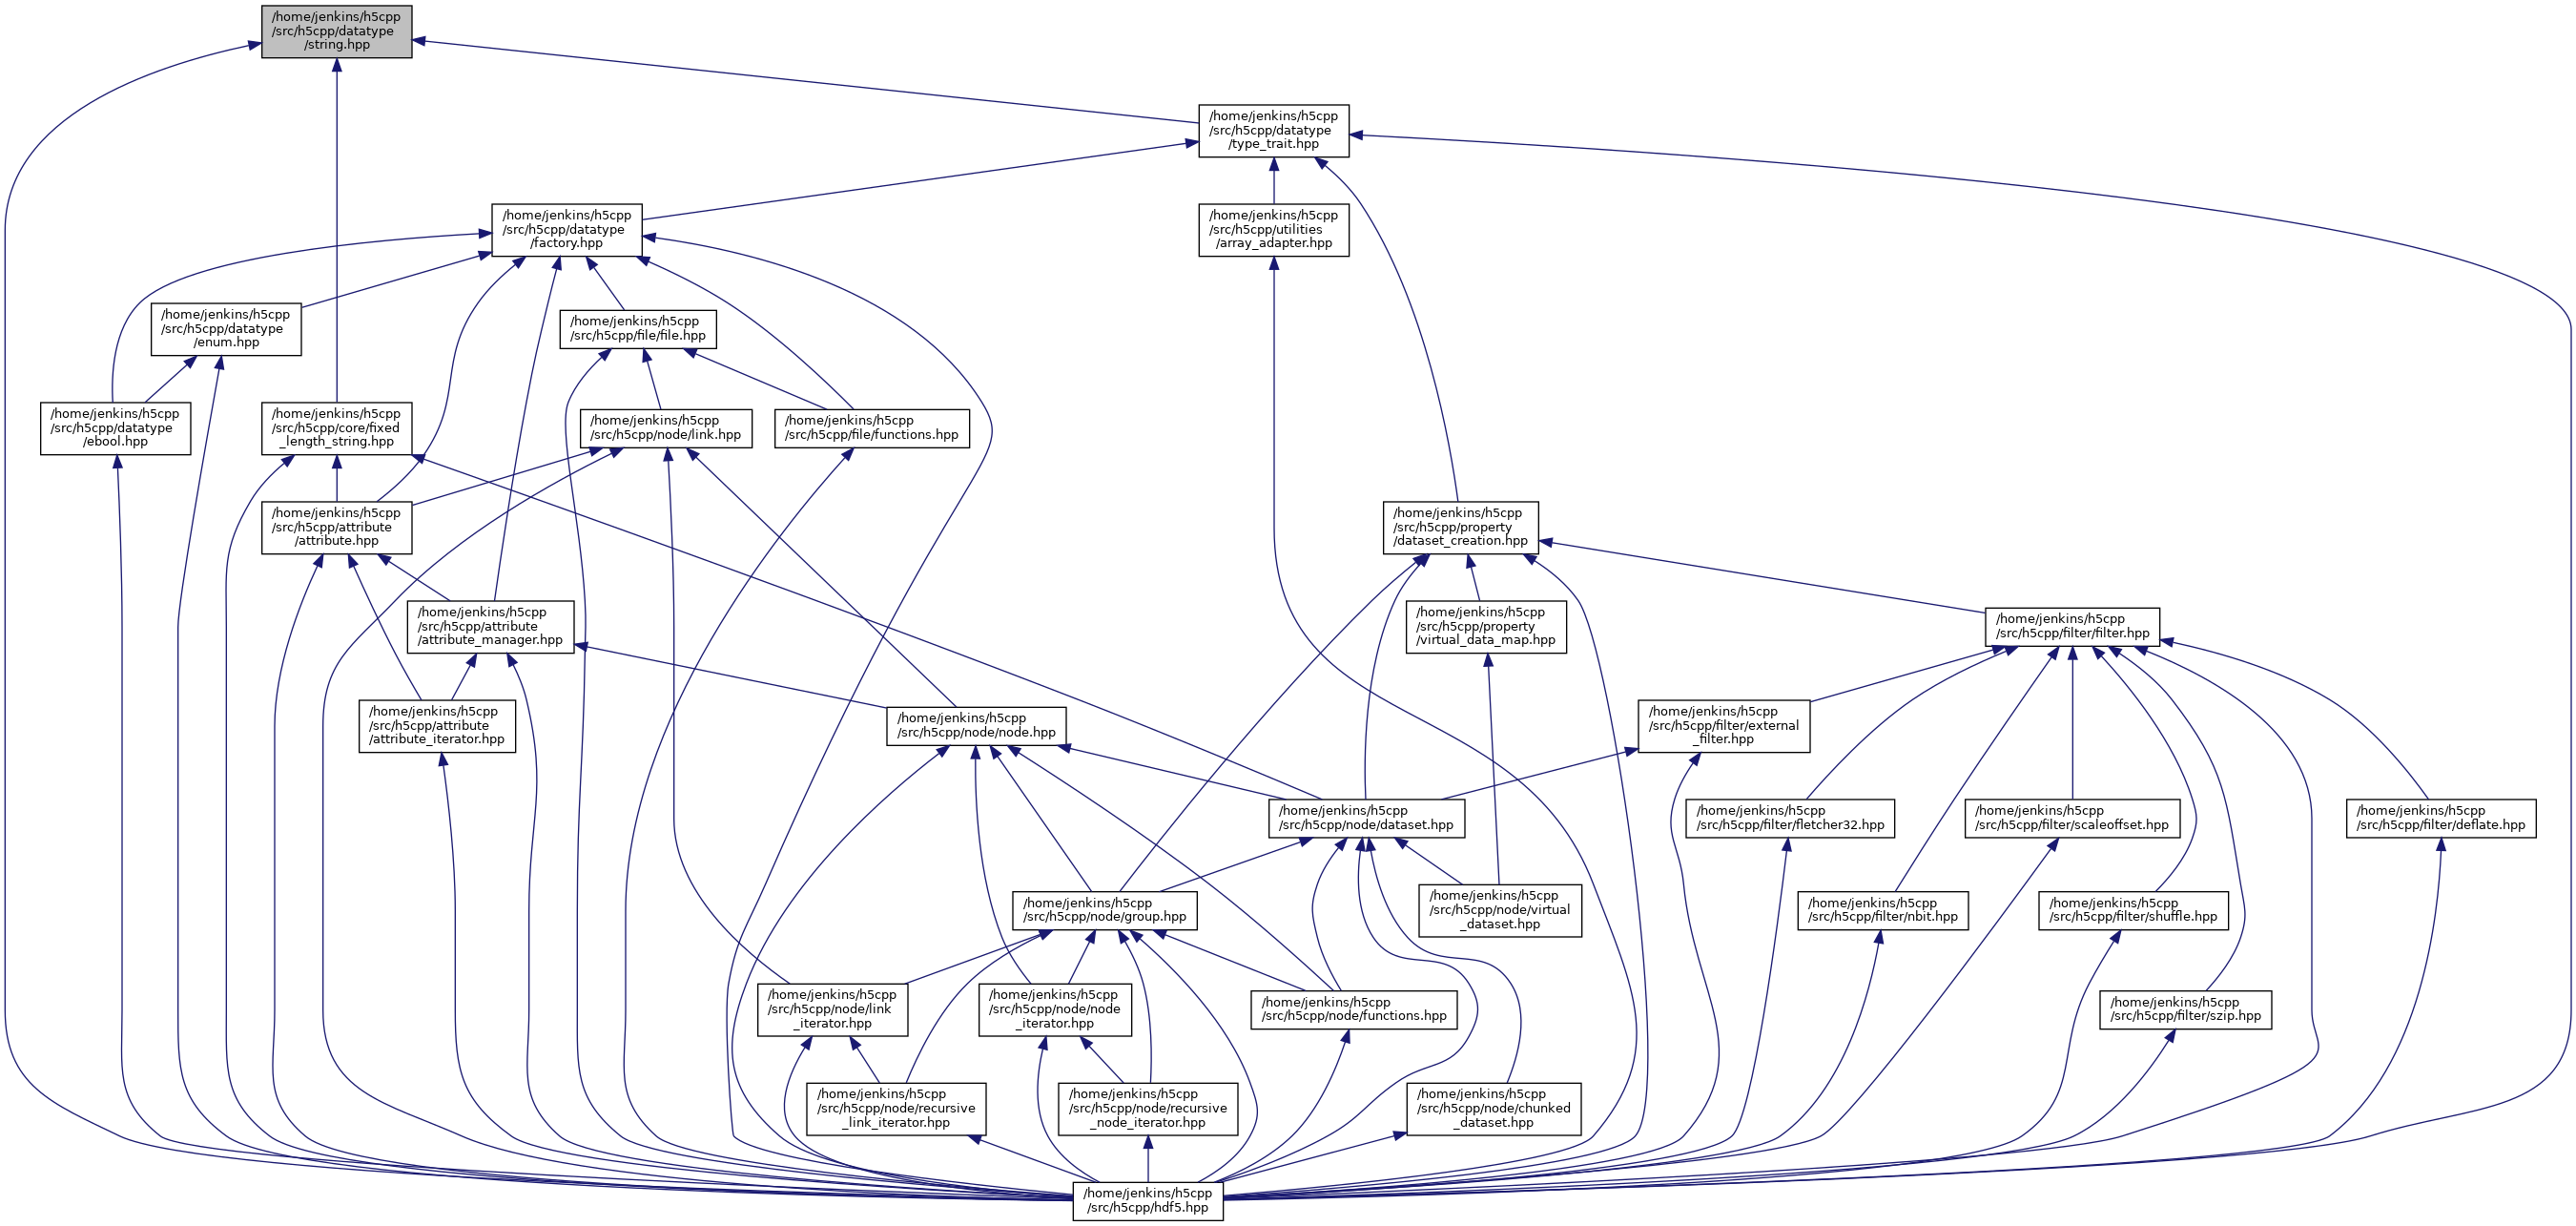 /home/jenkins/h5cpp
/src/h5cpp/datatype
/string.hpp
/home/jenkins/h5cpp
/src/h5cpp/datatype
/type_trait.hpp
/home/jenkins/h5cpp
/src/h5cpp/datatype
/factory.hpp
/home/jenkins/h5cpp
/src/h5cpp/utilities
/array_adapter.hpp
/home/jenkins/h5cpp
/src/h5cpp/datatype
/enum.hpp
/home/jenkins/h5cpp
/src/h5cpp/file/file.hpp
/home/jenkins/h5cpp
/src/h5cpp/datatype
/ebool.hpp
/home/jenkins/h5cpp
/src/h5cpp/core/fixed
_length_string.hpp
/home/jenkins/h5cpp
/src/h5cpp/node/link.hpp
/home/jenkins/h5cpp
/src/h5cpp/file/functions.hpp
/home/jenkins/h5cpp
/src/h5cpp/attribute
/attribute.hpp
/home/jenkins/h5cpp
/src/h5cpp/property
/dataset_creation.hpp
/home/jenkins/h5cpp
/src/h5cpp/attribute
/attribute_manager.hpp
/home/jenkins/h5cpp
/src/h5cpp/property
/virtual_data_map.hpp
/home/jenkins/h5cpp
/src/h5cpp/filter/filter.hpp
/home/jenkins/h5cpp
/src/h5cpp/attribute
/attribute_iterator.hpp
/home/jenkins/h5cpp
/src/h5cpp/node/node.hpp
/home/jenkins/h5cpp
/src/h5cpp/filter/external
_filter.hpp
/home/jenkins/h5cpp
/src/h5cpp/node/dataset.hpp
/home/jenkins/h5cpp
/src/h5cpp/filter/fletcher32.hpp
/home/jenkins/h5cpp
/src/h5cpp/filter/scaleoffset.hpp
/home/jenkins/h5cpp
/src/h5cpp/filter/deflate.hpp
/home/jenkins/h5cpp
/src/h5cpp/node/group.hpp
/home/jenkins/h5cpp
/src/h5cpp/node/virtual
_dataset.hpp
/home/jenkins/h5cpp
/src/h5cpp/filter/nbit.hpp
/home/jenkins/h5cpp
/src/h5cpp/filter/shuffle.hpp
/home/jenkins/h5cpp
/src/h5cpp/node/link
_iterator.hpp
/home/jenkins/h5cpp
/src/h5cpp/node/node
_iterator.hpp
/home/jenkins/h5cpp
/src/h5cpp/node/functions.hpp
/home/jenkins/h5cpp
/src/h5cpp/filter/szip.hpp
/home/jenkins/h5cpp
/src/h5cpp/node/recursive
_link_iterator.hpp
/home/jenkins/h5cpp
/src/h5cpp/node/recursive
_node_iterator.hpp
/home/jenkins/h5cpp
/src/h5cpp/node/chunked
_dataset.hpp
/home/jenkins/h5cpp
/src/h5cpp/hdf5.hpp